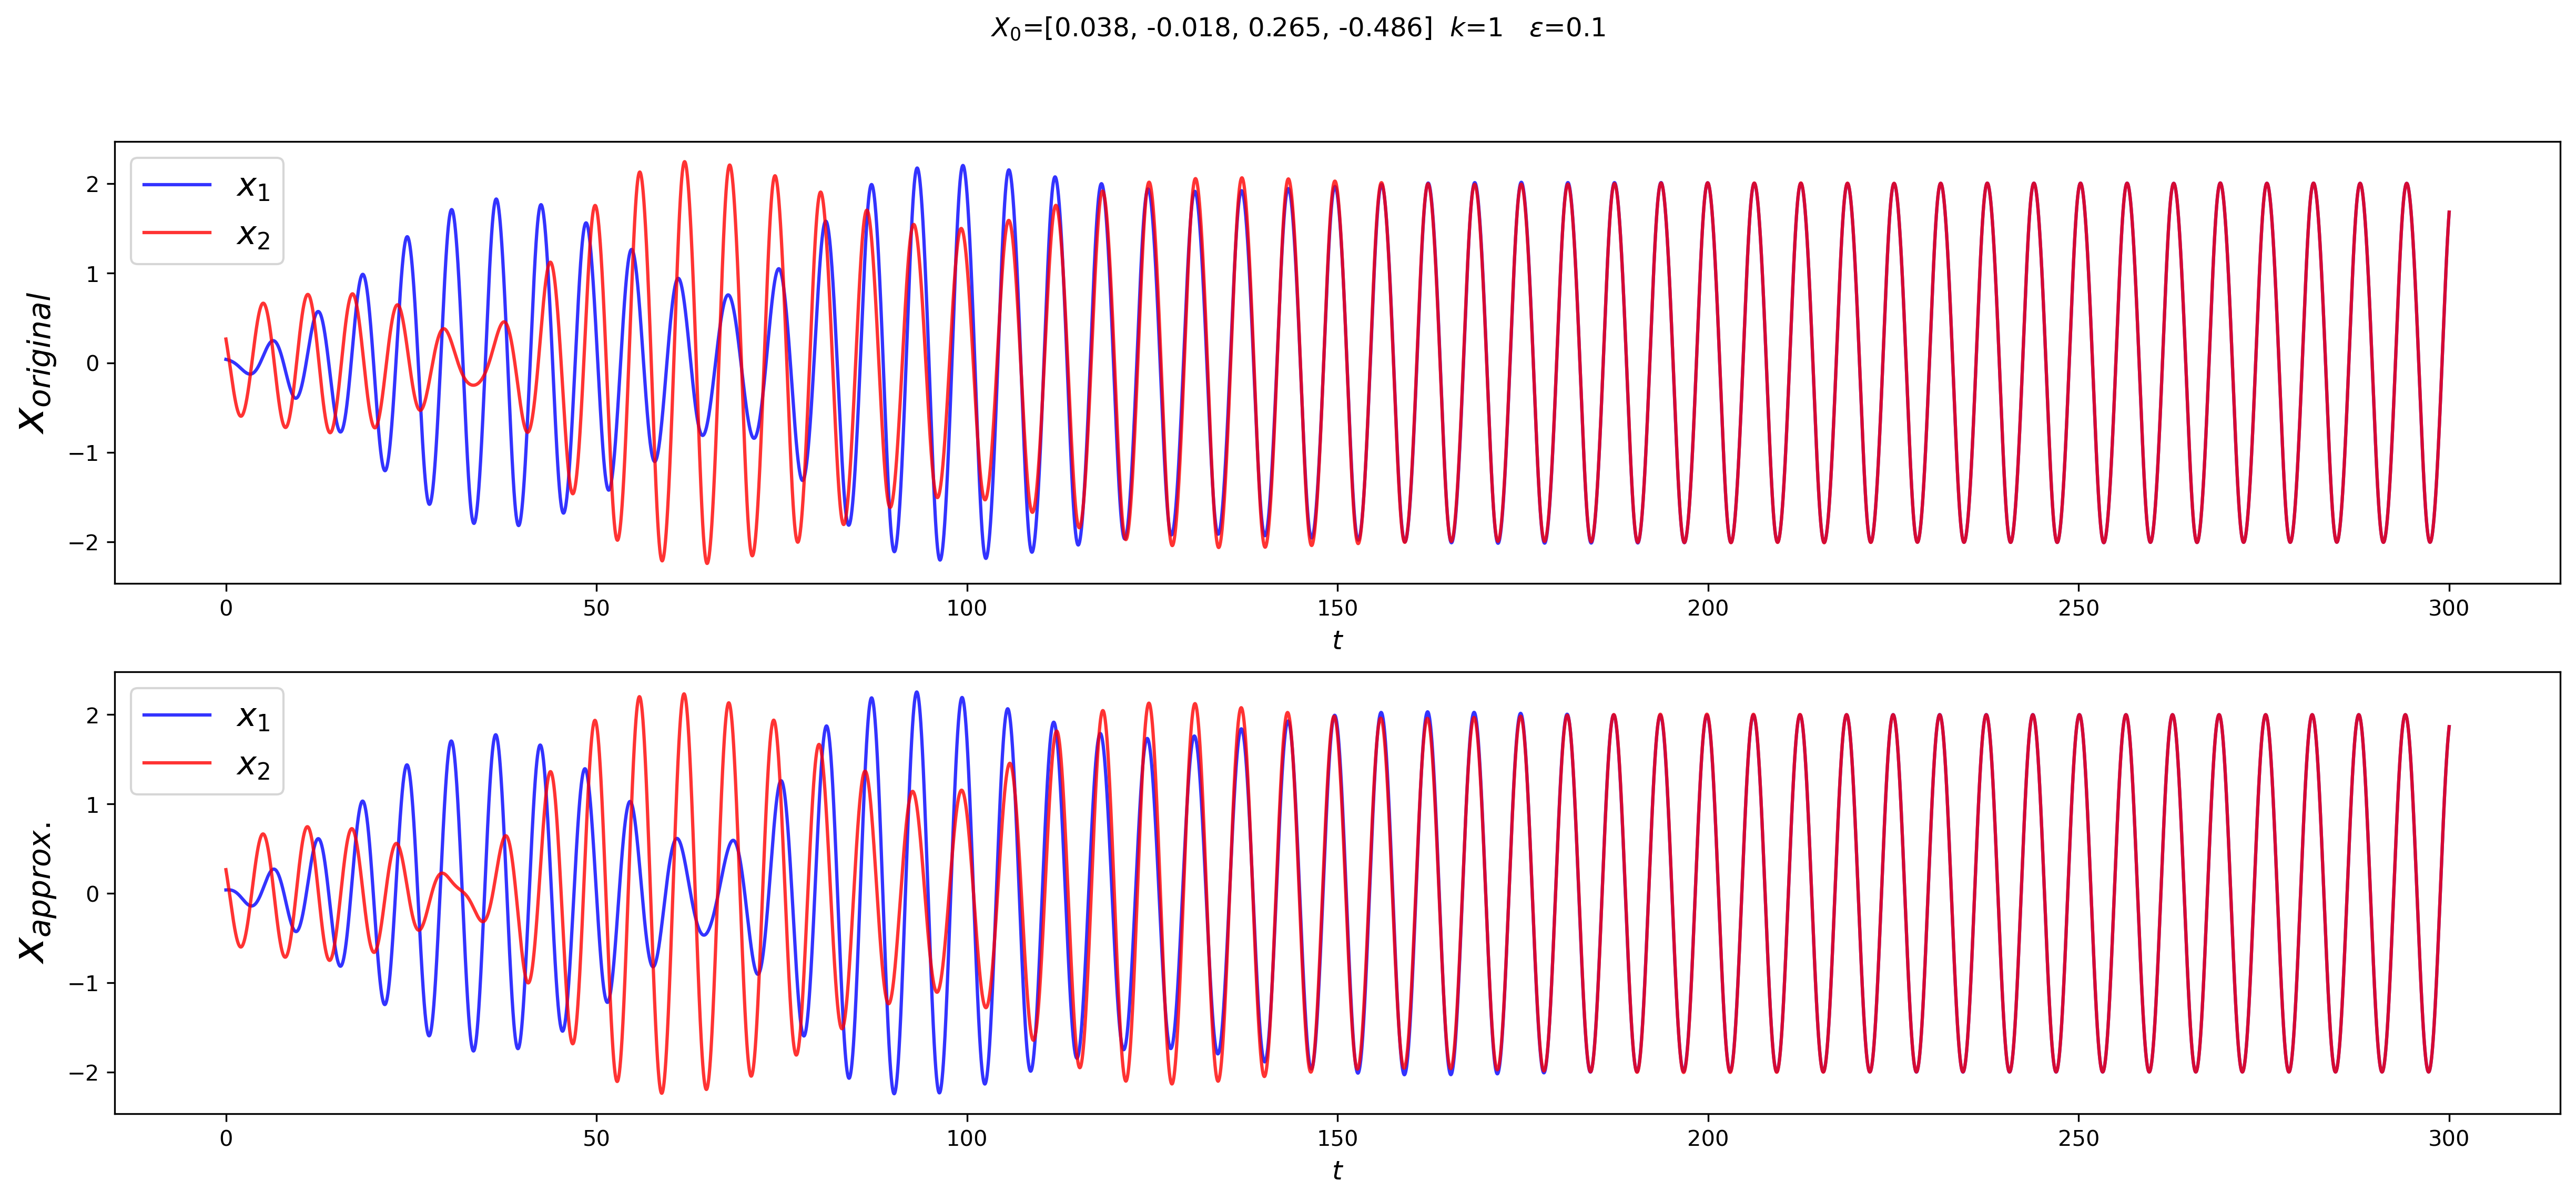 X₀=[0.038, -0.018, 0.265, -0.486] k=1 ε=0.1
x₁
x₂
2
1
0
−1
−2
x_original
0 50 100 150 200 250 300
t
x₁
x₂
2
1
0
−1
−2
x_approx.
0 50 100 150 200 250 300
t